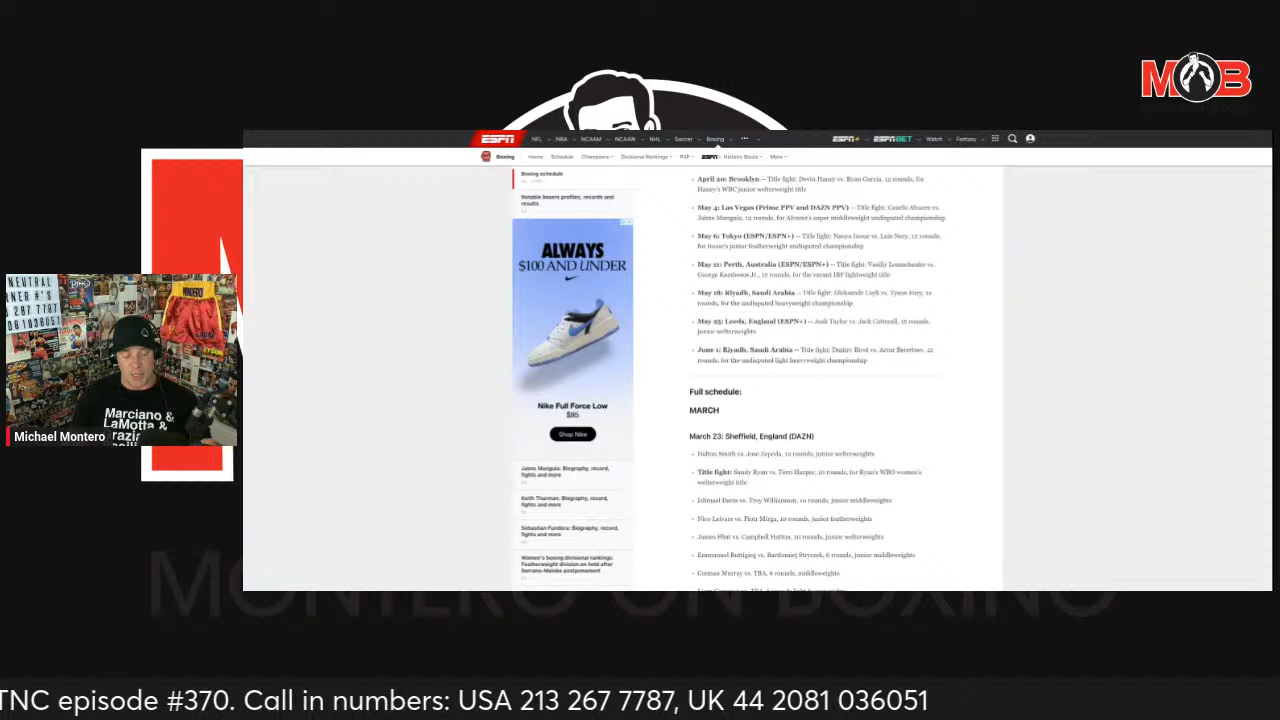 MOB
ESPN NFL NBA NCAAM NCAAW NHL Soccer Boxing ... ESPN+ ESPN BET Watch Fantasy
Boxing Home Schedule Champions Divisional Rankings P4P ESPN+ Historic Bouts More
Boxing schedule
Notable boxers profiles, records and
results
ALWAYS
$100 AND UNDER
Nike Full Force Low
$95
Shop Nike
Jaime Munguia: Biography, record,
fights and more
Keith Thurman: Biography, record,
fights and more
Sebastian Fundora: Biography, record,
fights and more
Women's boxing divisional rankings:
Featherweight division on hold after
Serrano-Meinke postponement
April 20: Brooklyn -- Title fight: Devin Haney vs. Ryan Garcia, 12 rounds, for
Haney's WBC junior welterweight title
May 4: Las Vegas (Prime PPV and DAZN PPV) -- Title fight: Canelo Alvarez vs.
Jaime Munguia, 12 rounds, for Alvarez's super middleweight undisputed championship
May 6: Tokyo (ESPN/ESPN+) -- Title fight: Naoya Inoue vs. Luis Nery, 12 rounds,
for Inoue's junior featherweight undisputed championship
May 11: Perth, Australia (ESPN/ESPN+) -- Title fight: Vasiliy Lomachenko vs.
George Kambosos Jr., 12 rounds, for the vacant IBF lightweight title
May 18: Riyadh, Saudi Arabia -- Title fight: Oleksandr Usyk vs. Tyson Fury, 12
rounds, for the undisputed heavyweight championship
May 25: Leeds, England (ESPN+) -- Josh Taylor vs. Jack Catterall, 12 rounds,
junior welterweights
June 1: Riyadh, Saudi Arabia -- Title fight: Dmitry Bivol vs. Artur Beterbiev, 12
rounds, for the undisputed light heavyweight championship
Full schedule:
MARCH
March 23: Sheffield, England (DAZN)
Dalton Smith vs. Jose Zepeda, 12 rounds, junior welterweights
Title fight: Sandy Ryan vs. Terri Harper, 10 rounds, for Ryan's WBO women's
welterweight title
Ishmael Davis vs. Troy Williamson, 10 rounds, junior middleweights
Nico Leivars vs. Piotr Mirga, 10 rounds, junior featherweights
James Flint vs. Campbell Hatton, 10 rounds, junior welterweights
Emmanuel Buttigieg vs. Bartlomiej Stryczek, 6 rounds, junior middleweights
Conman Murray vs. TBA, 6 rounds, middleweights
RING
MONTERO
Marciano &
LaMotta &
Michael Montero
MONTERO ON BOXING
TNC episode #370. Call in numbers: USA 213 267 7787, UK 44 2081 036051